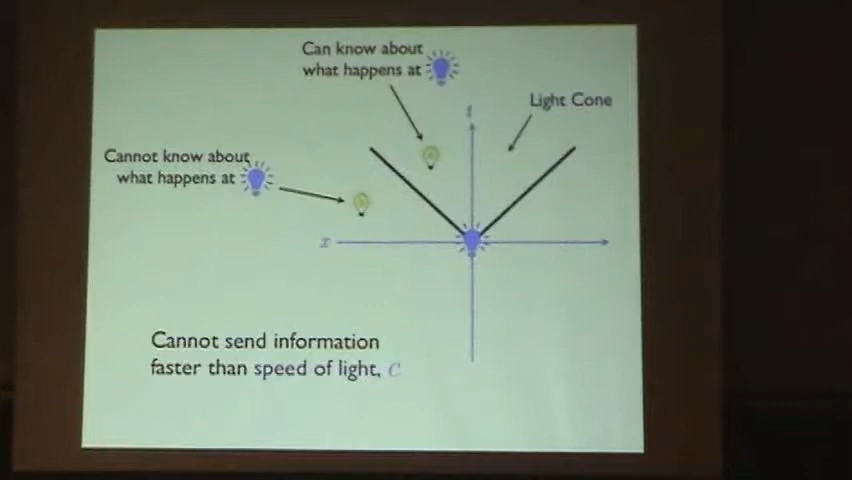 Can know about
what happens at
t
Light Cone
Cannot know about
what happens at
x
Cannot send information
faster than speed of light, c